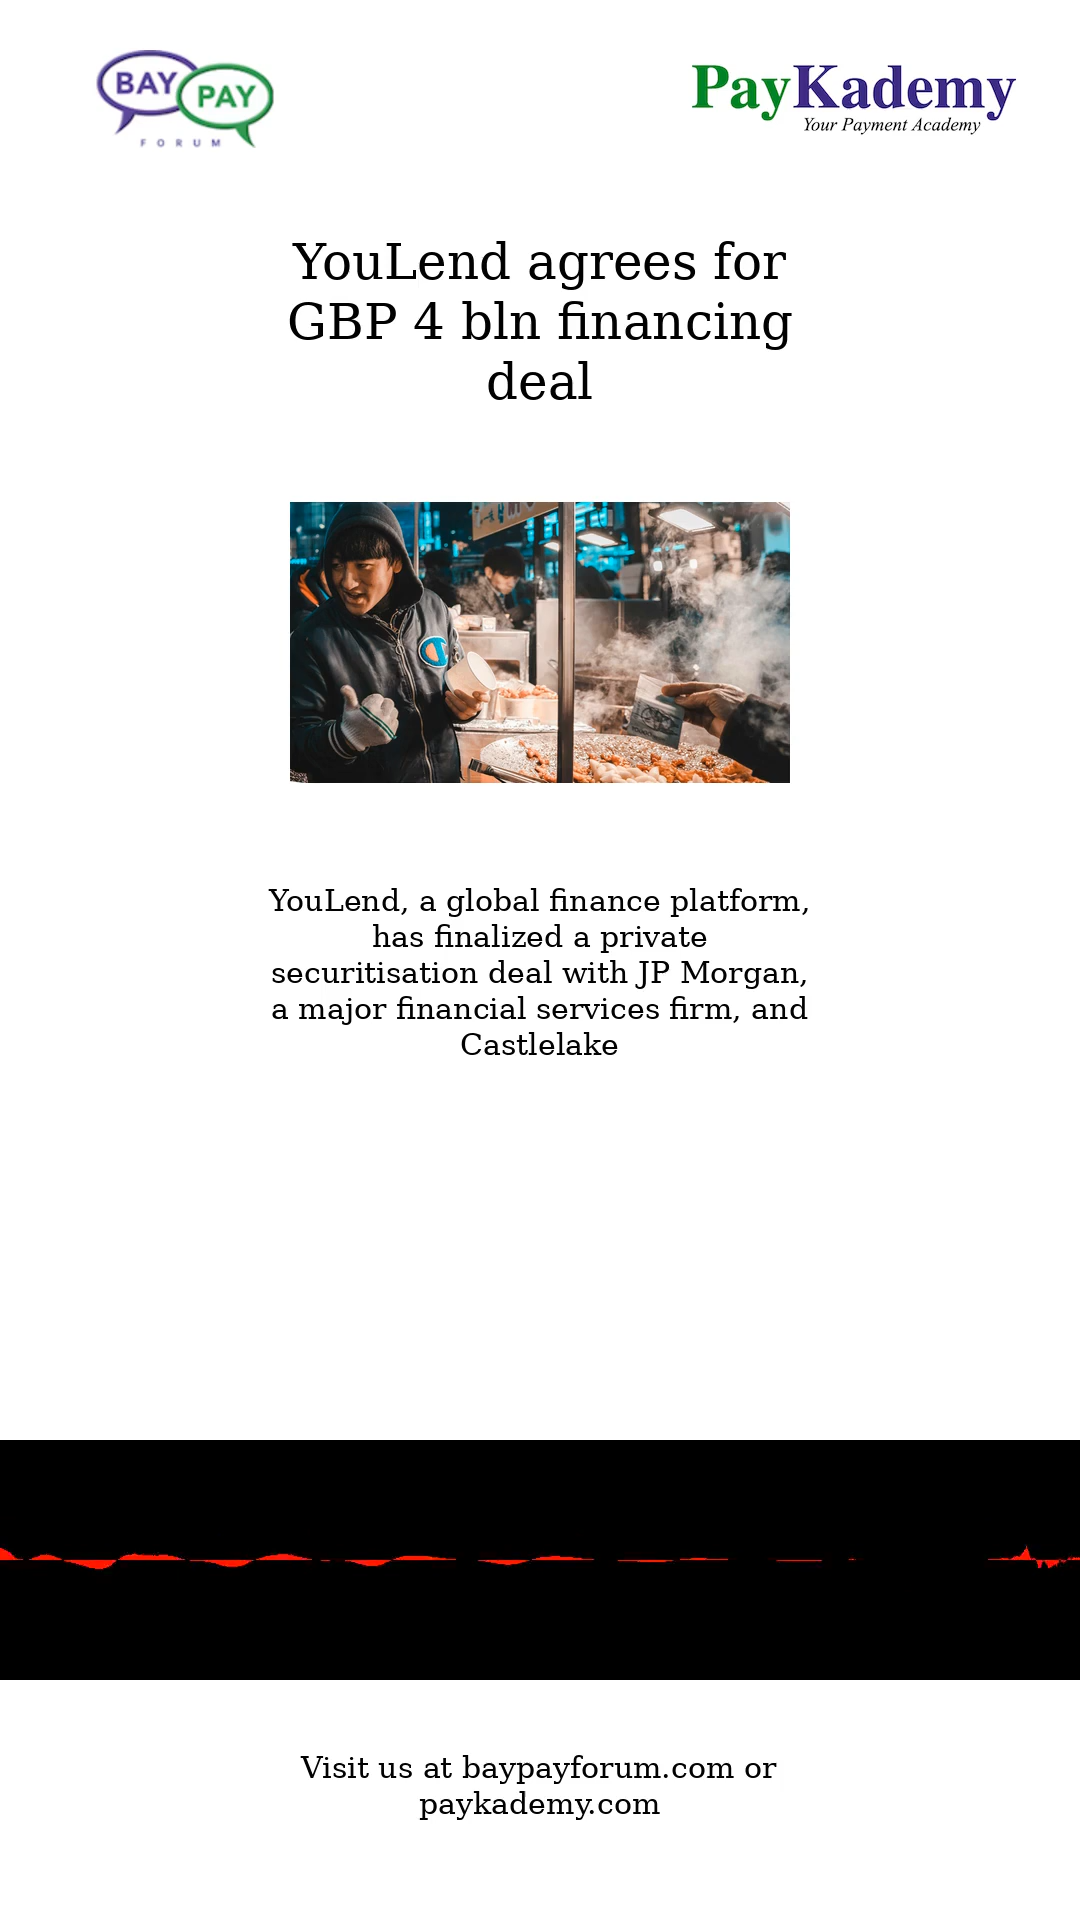 BAY PAY
FORUM
PayKademy
Your Payment Academy
YouLend agrees for
GBP 4 bln financing
deal
YouLend, a global finance platform,
has finalized a private
securitisation deal with JP Morgan,
a major financial services firm, and
Castlelake
Visit us at baypayforum.com or
paykademy.com